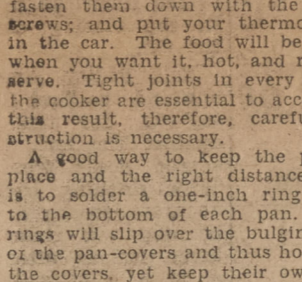 fasten them down with the
screws; and put your thermo
in the car. The food will be
when you want it, hot, and r
serve. Tight joints in every
the cooker are essential to acc
this result, therefore, carefu
struction is necessary.
A good way to keep the p
place and the right distance
is to solder a one-inch ring
to the bottom of each pan.
rings will slip over the bulgin
of the pan-covers and thus ho
the covers, yet keep their ow